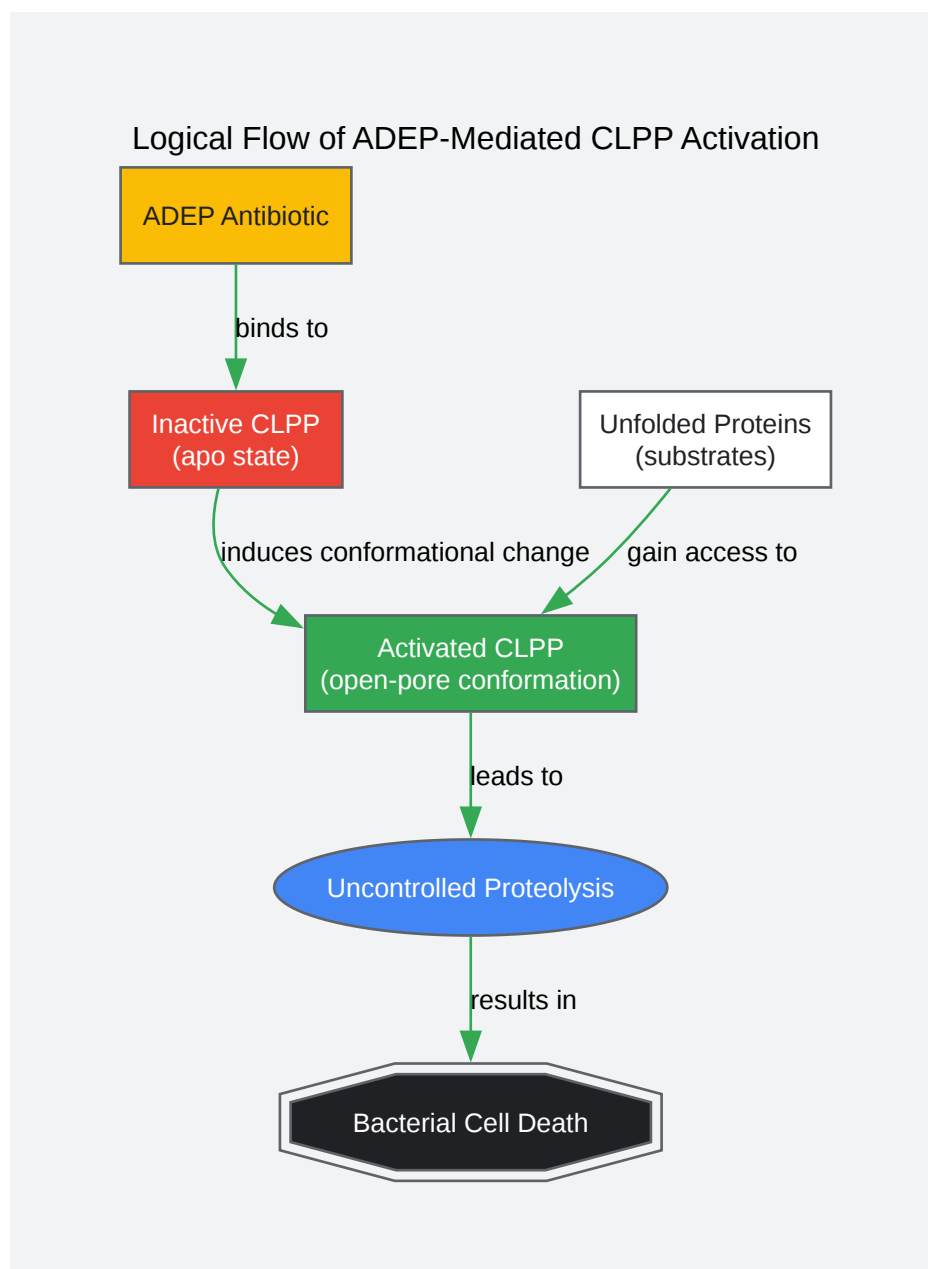 Logical Flow of ADEP-Mediated CLPP Activation
ADEP Antibiotic
binds to
Inactive CLPP
(apo state)
Unfolded Proteins
(substrates)
induces conformational change
gain access to
Activated CLPP
(open-pore conformation)
leads to
Uncontrolled Proteolysis
results in
Bacterial Cell Death